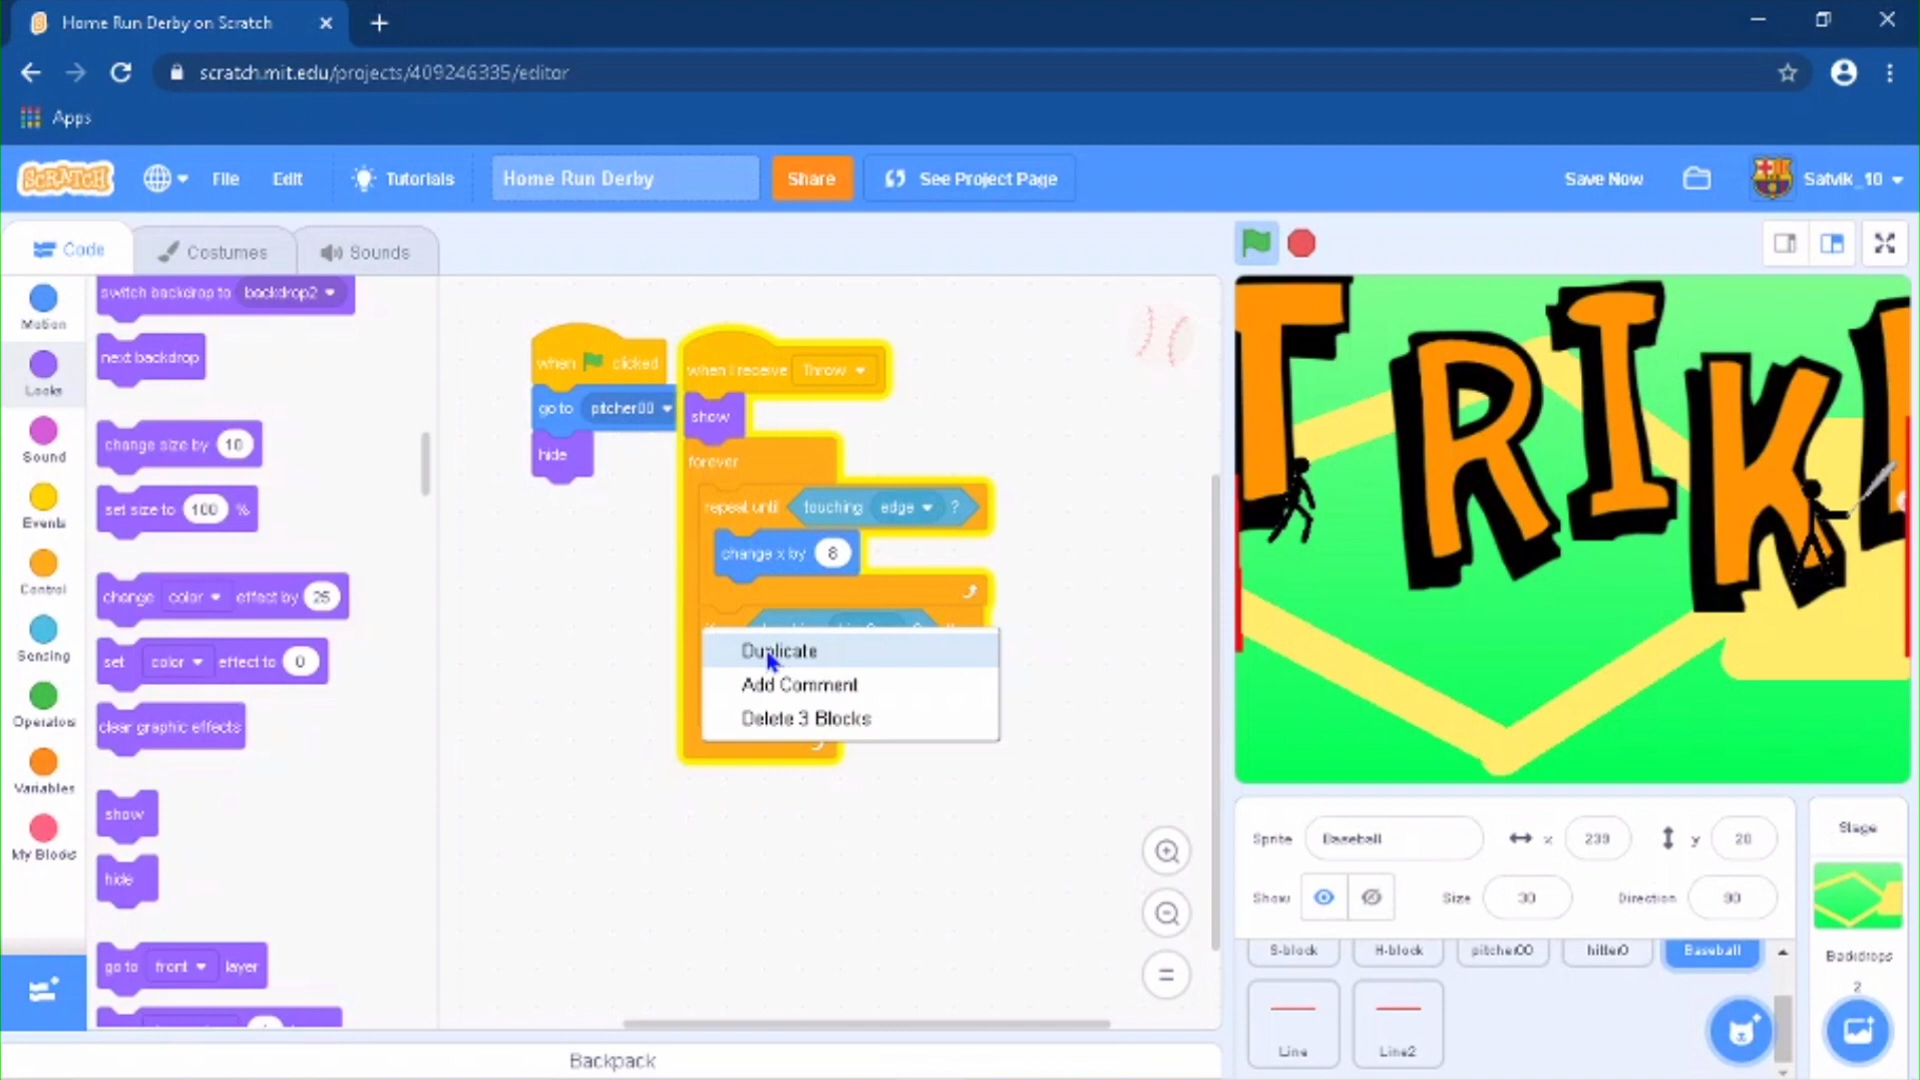 Home Run Derby on Scratch
scratch.mit.edu/projects/409246335/editor
Apps
SCRATCH
File
Edit
Tutorials
Home Run Derby
Share
See Project Page
Save Now
Satvik_10
Code
Costumes
Sounds
Motion
Looks
Sound
Events
Control
Sensing
Operators
Variables
My Blocks
switch backdrop to backdrop2
next backdrop
change size by 10
set size to 100 %
change color effect by 25
set color effect to 0
clear graphic effects
show
hide
go to front layer
when clicked
go to pitcher00
hide
when I receive Throw
show
forever
repeat until touching edge ?
change x by 8
Duplicate
Add Comment
Delete 3 Blocks
TRIK
Sprite Baseball x 239 y 20
Show Size 30 Direction 90
S-block
H-block
pitcher00
hitter0
Baseball
Line
Line2
Stage
Backdrops
2
Backpack